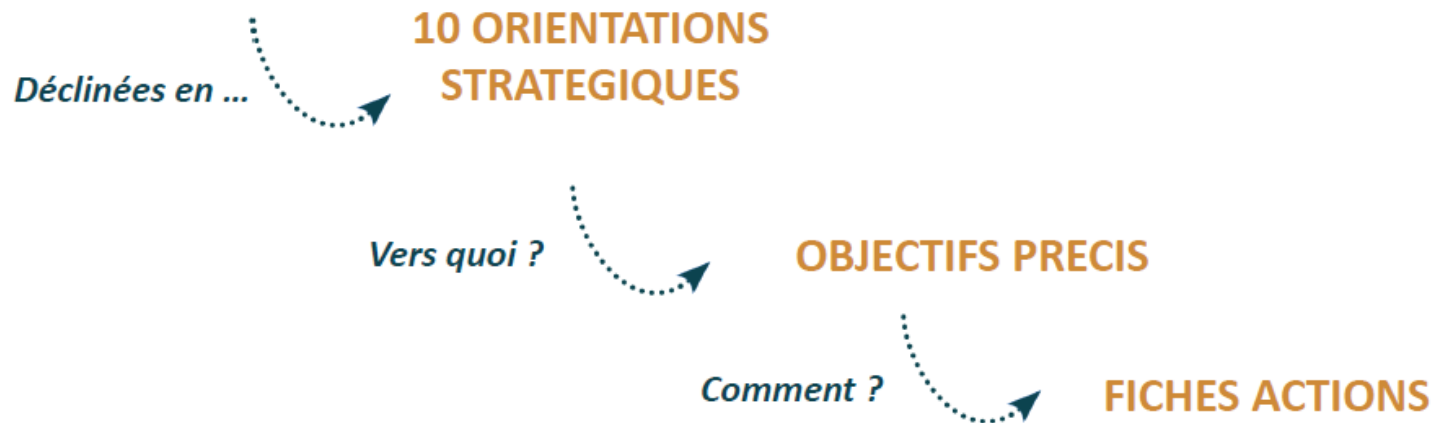 10 ORIENTATIONS
STRATEGIQUES
Déclinées en ...
Vers quoi ?
OBJECTIFS PRECIS
Comment ?
FICHES ACTIONS